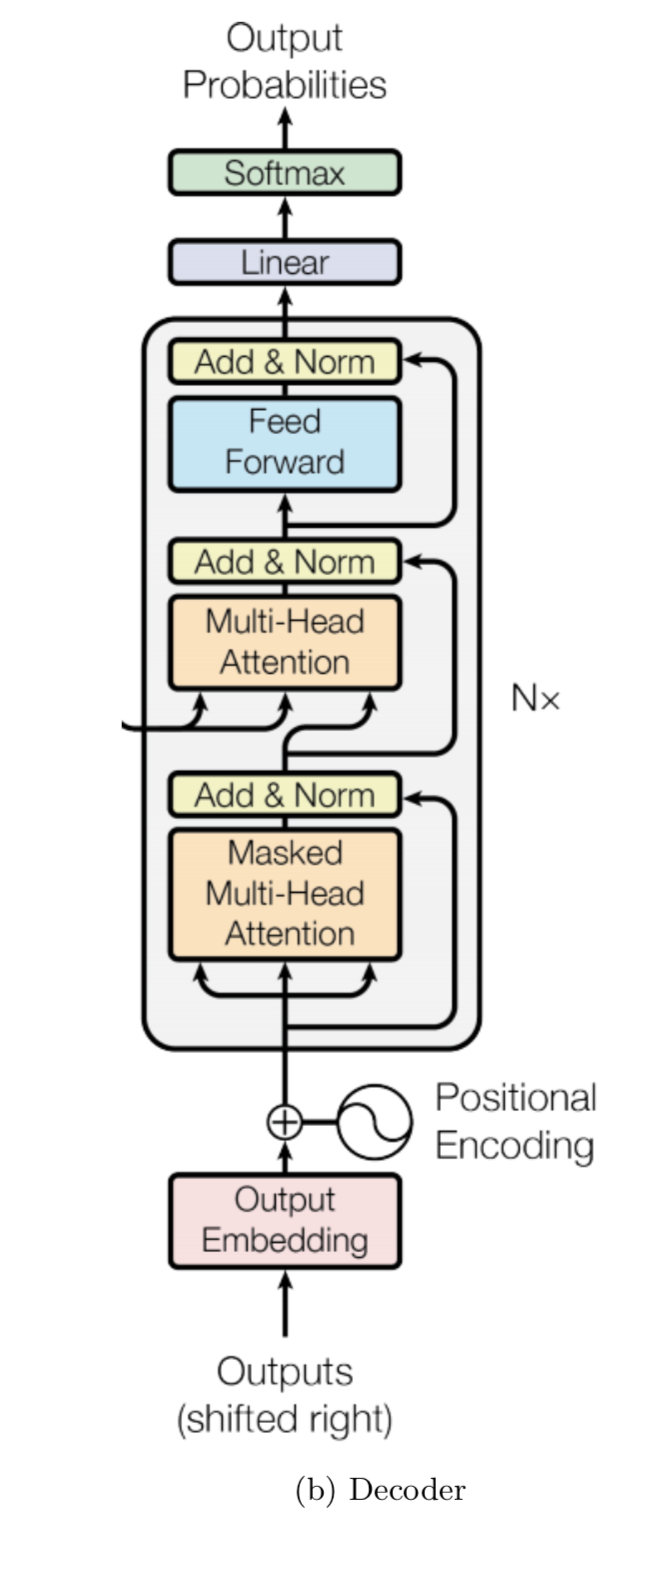 Output
Probabilities
Softmax
Linear
Add & Norm
Feed
Forward
Add & Norm
Multi-Head
Attention
N×
Add & Norm
Masked
Multi-Head
Attention
Positional
Encoding
Output
Embedding
Outputs
(shifted right)
(b) Decoder